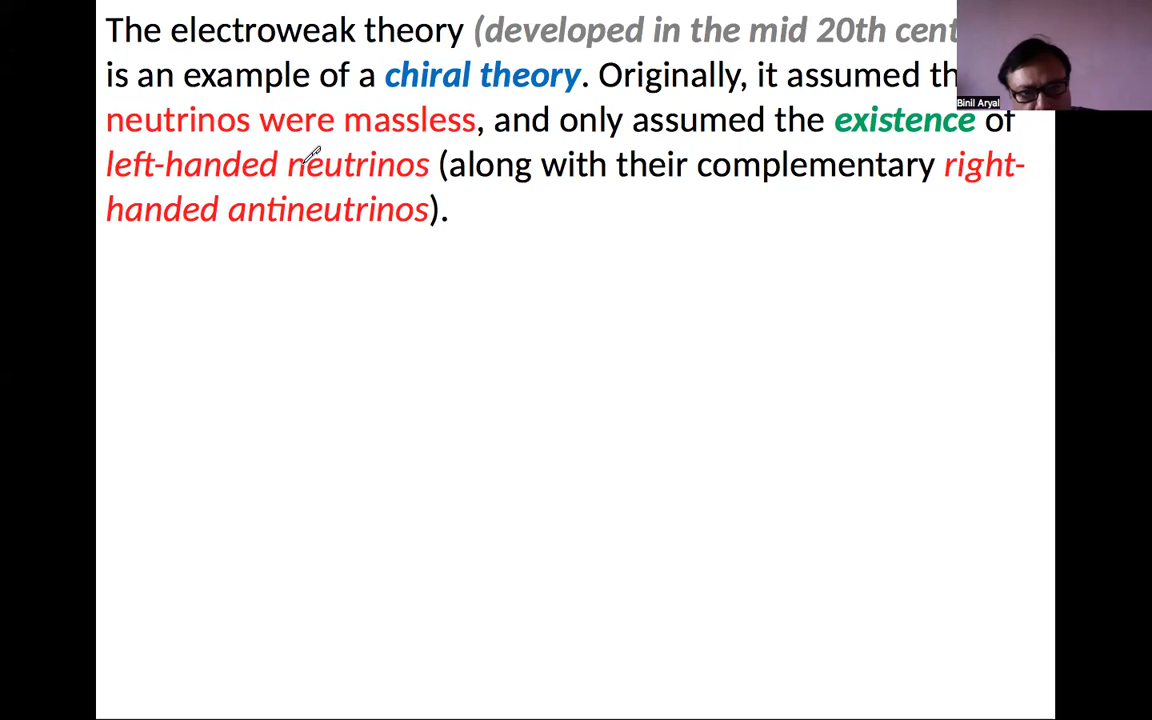 The electroweak theory (developed in the mid 20th
is an example of a chiral theory. Originally, it assumed
neutrinos were massless, and only assumed the existence of
left-handed neutrinos (along with their complementary right-
handed antineutrinos).
Binil Aryal